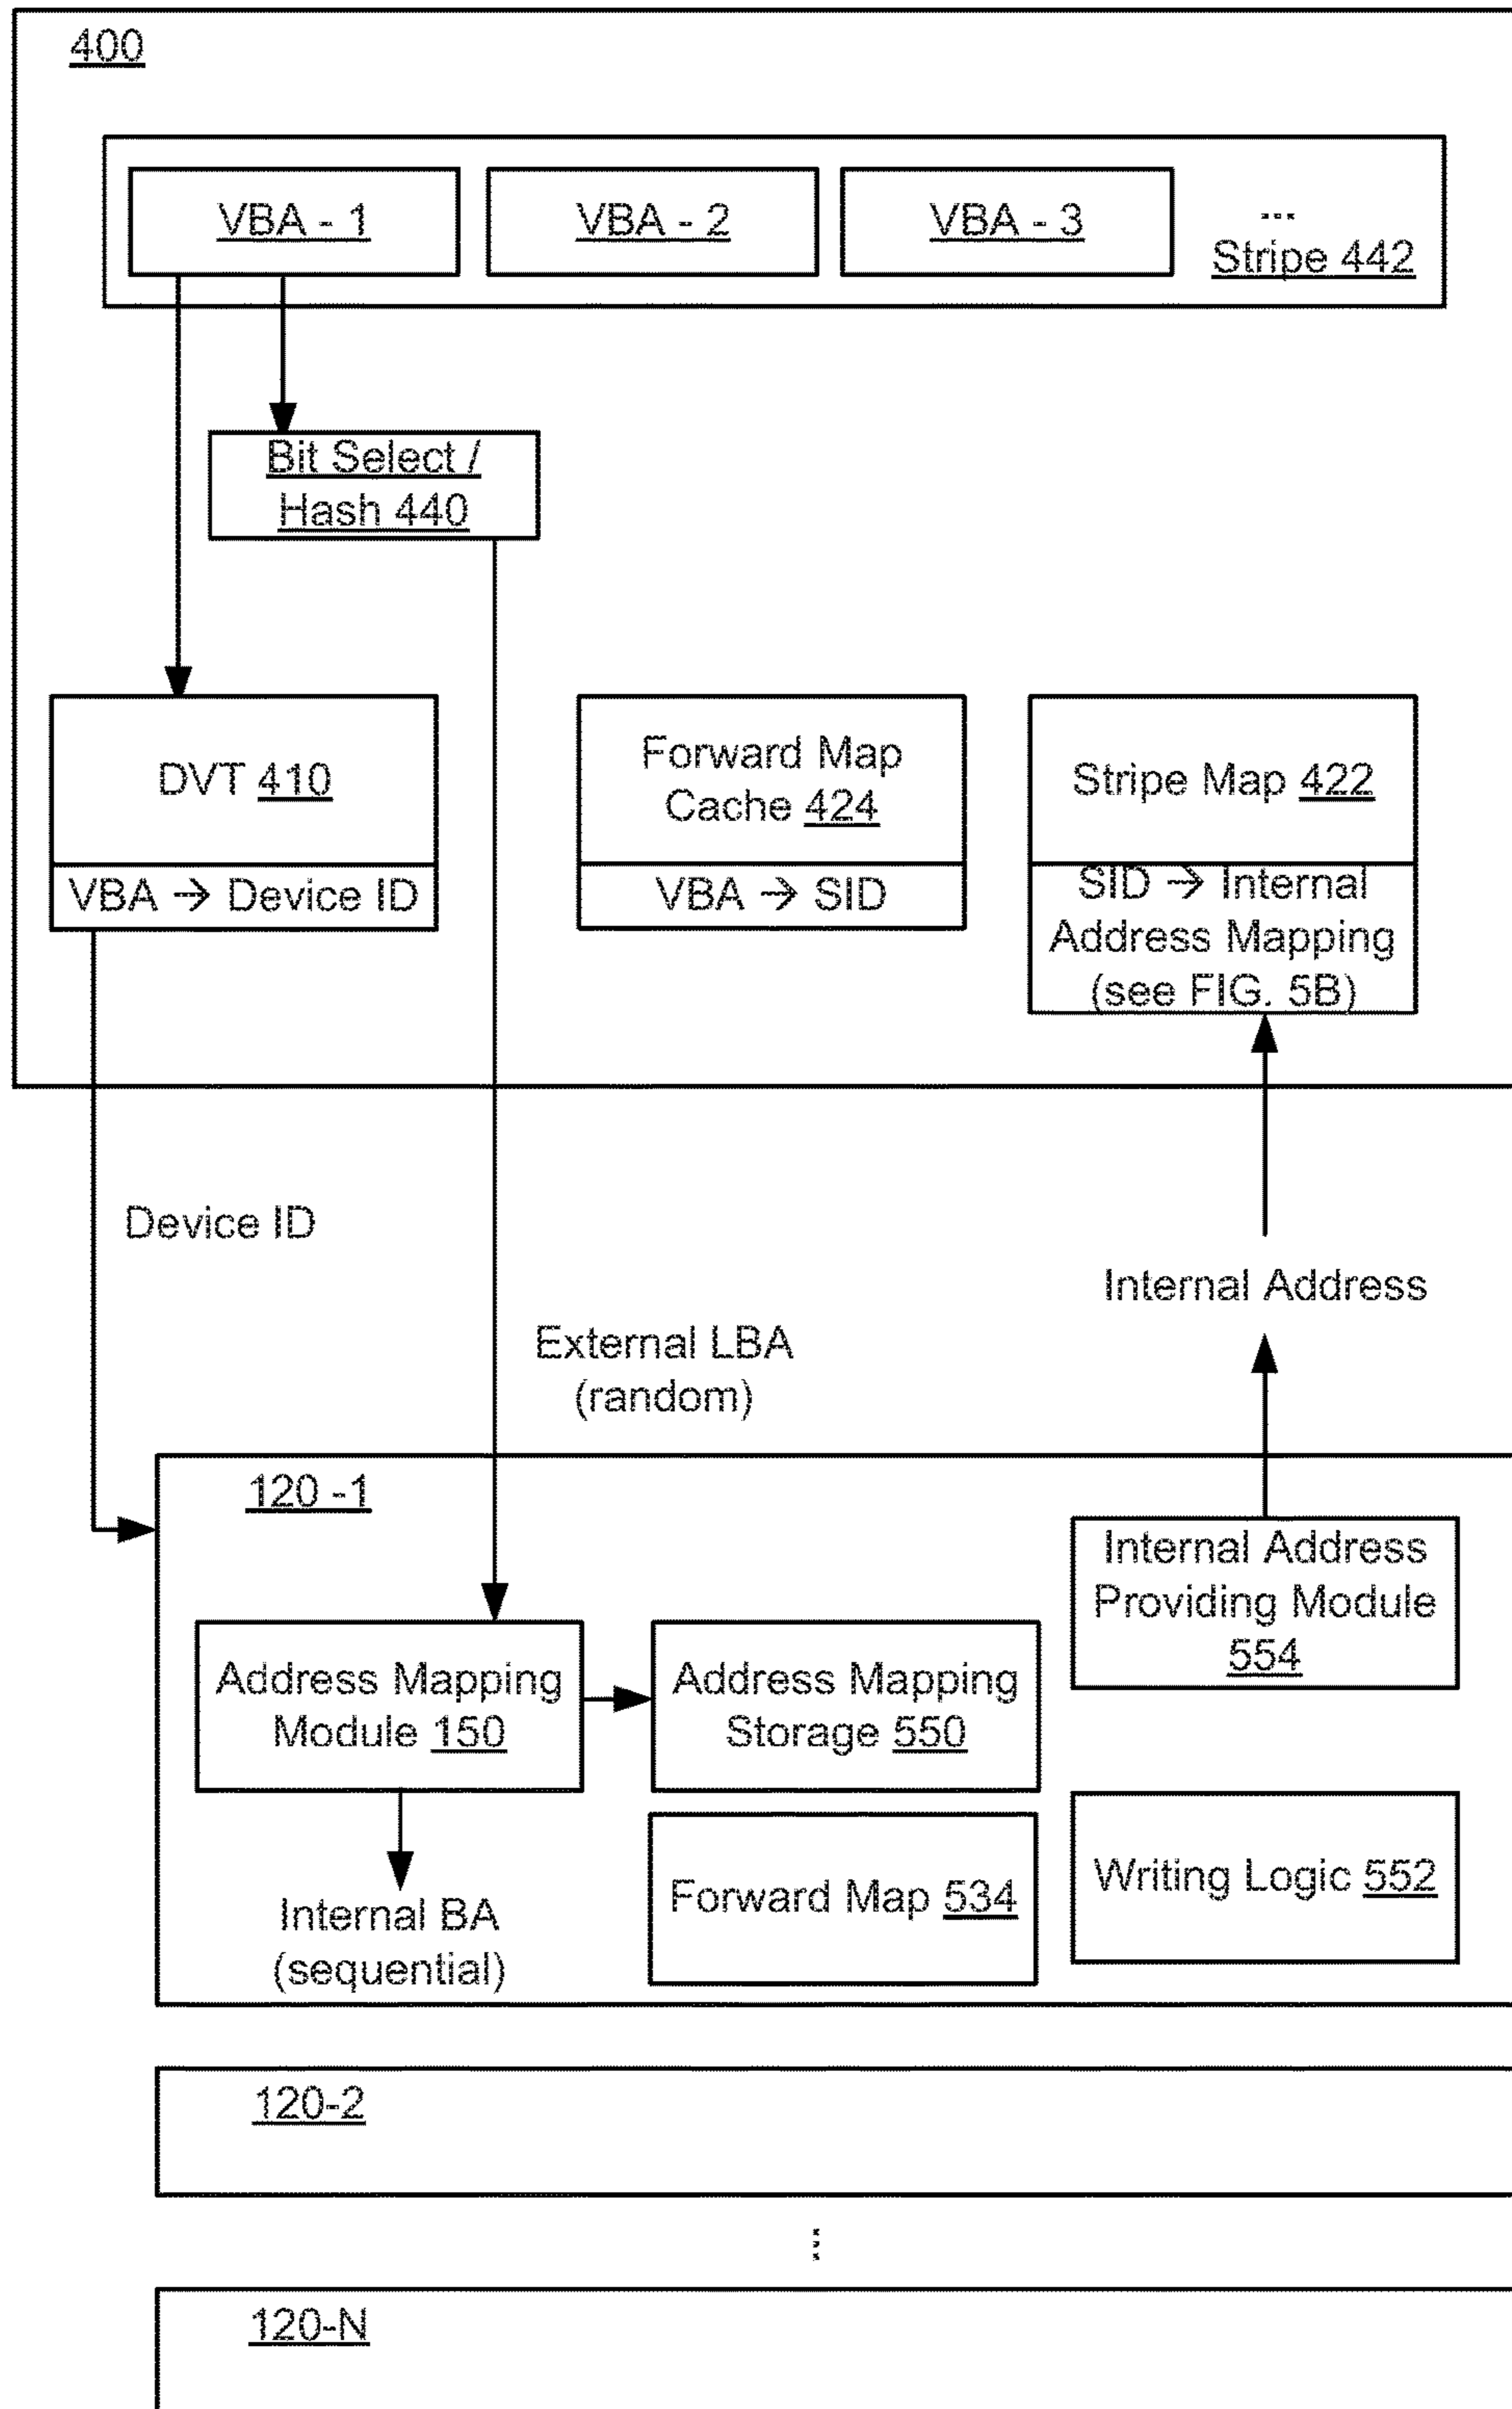 400
VBA - 1
VBA - 2
VBA - 3
...
Stripe 442
Bit Select /
Hash 440
DVT 410
VBA → Device ID
Forward Map
Cache 424
VBA → SID
Stripe Map 422
SID → Internal
Address Mapping
(see FIG. 5B)
Device ID
Internal Address
External LBA
(random)
120 -1
Internal Address
Providing Module
554
Address Mapping
Module 150
Address Mapping
Storage 550
Internal BA
(sequential)
Forward Map 534
Writing Logic 552
120-2
...
120-N